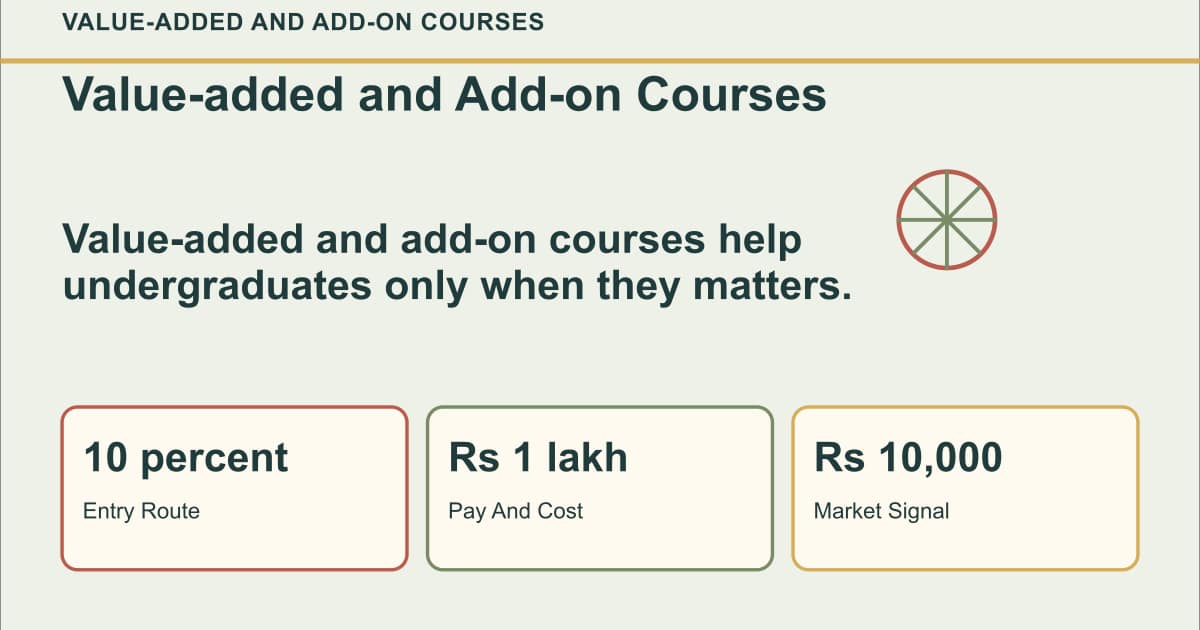 VALUE-ADDED AND ADD-ON COURSES
Value-added and Add-on Courses
Value-added and add-on courses help
undergraduates only when they matters.
10 percent
Entry Route
Rs 1 lakh
Pay And Cost
Rs 10,000
Market Signal